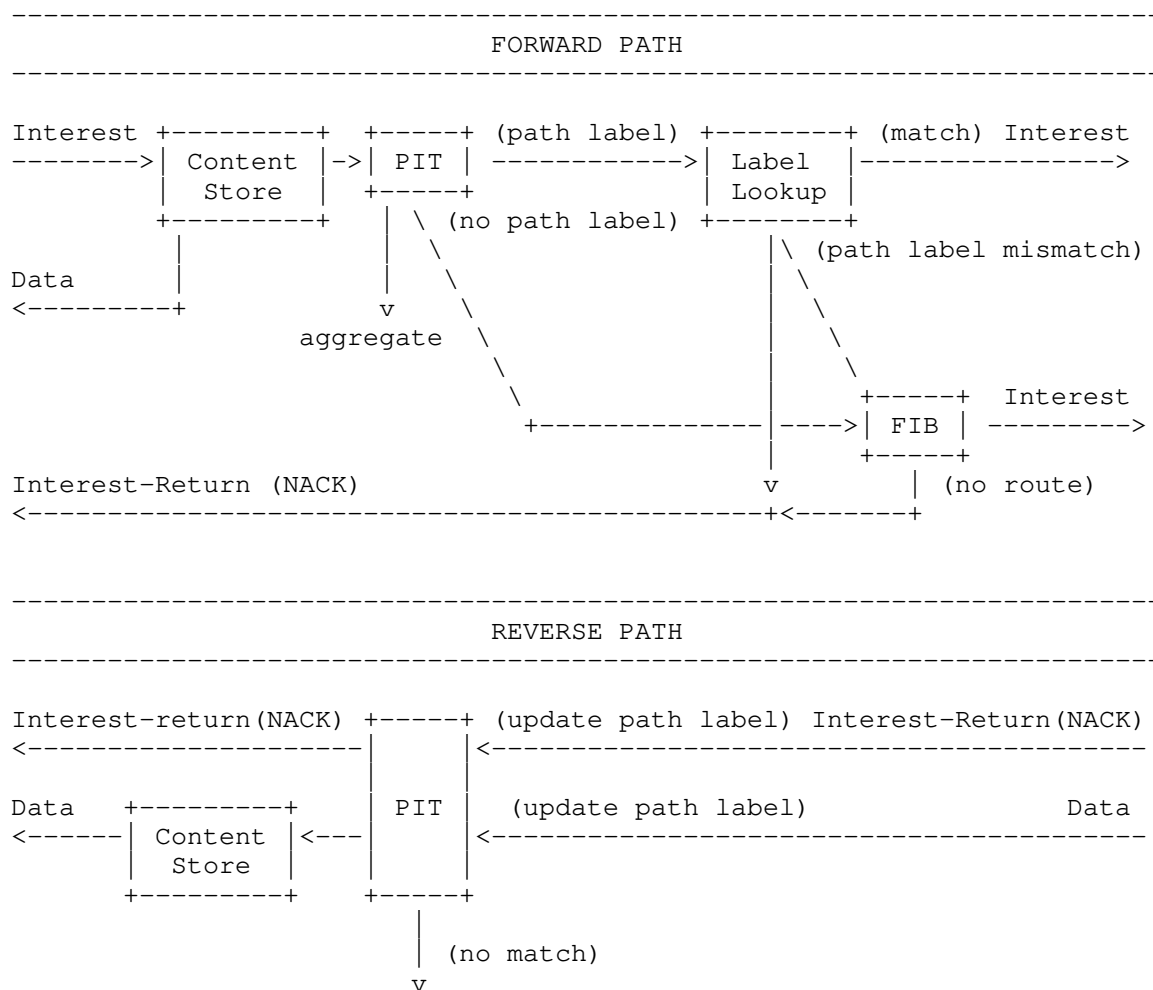 FORWARD PATH
Interest (path label) (match) Interest
Content PIT Label
Store Lookup
(no path label)
(path label mismatch)
Data
aggregate
Interest
FIB
Interest-Return (NACK) (no route)
REVERSE PATH
Interest-return(NACK) (update path label) Interest-Return(NACK)
Data PIT (update path label) Data
Content
Store
(no match)